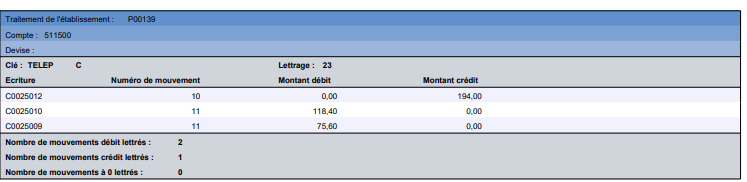 Traitement de l'établissement : P00139
Compte : 511500
Devise :
Clé : TELEP C Lettrage : 23
Ecriture Numéro de mouvement Montant débit Montant crédit
C0025012 10 0,00 194,00
C0025010 11 118,40 0,00
C0025009 11 75,60 0,00
Nombre de mouvements débit lettrés : 2
Nombre de mouvements crédit lettrés : 1
Nombre de mouvements à 0 lettrés : 0